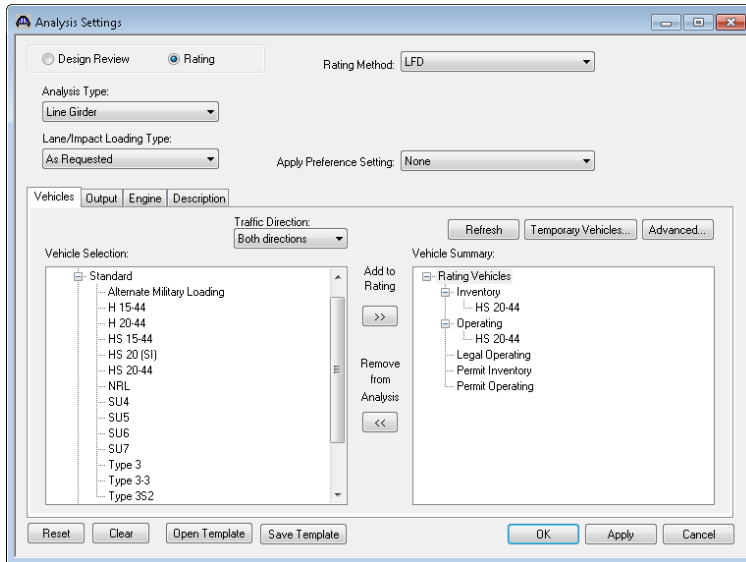 Analysis Settings
Design Review
Rating
Rating Method:
LFD
Analysis Type:
Line Girder
Lane/Impact Loading Type:
As Requested
Apply Preference Setting:
None
Vehicles
Output
Engine
Description
Traffic Direction:
Both directions
Refresh
Temporary Vehicles...
Advanced...
Vehicle Selection:
Standard
Alternate Military Loading
H 15-44
H 20-44
HS 15-44
HS 20 (SI)
HS 20-44
NRL
SU4
SU5
SU6
SU7
Type 3
Type 3-3
Type 3S2
Add to
Rating
>>
Remove
from
Analysis
<<
Vehicle Summary:
Rating Vehicles
Inventory
HS 20-44
Operating
HS 20-44
Legal Operating
Permit Inventory
Permit Operating
Reset
Clear
Open Template
Save Template
OK
Apply
Cancel